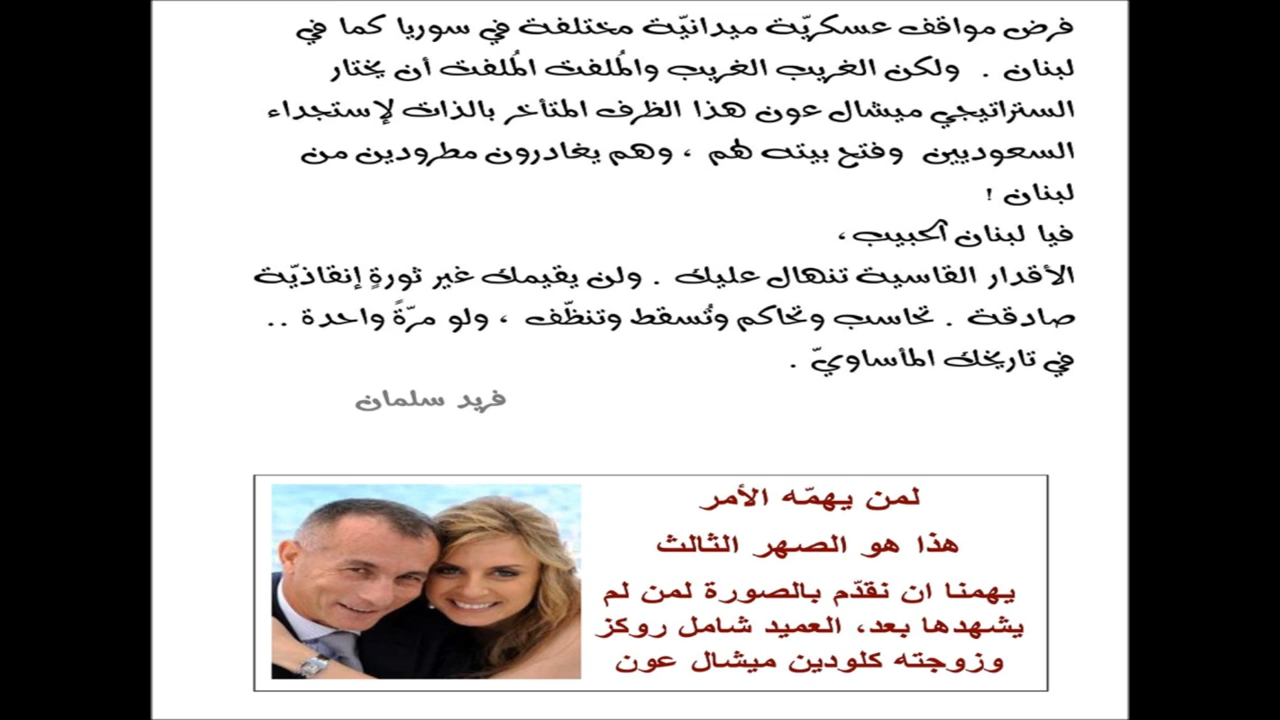 فرض مواقف عسكريّة ميدانيّة مختلفة في سوريا كما في
لبنان . ولكن الغريب الغريب والمُلفت المُلفت أن يختار
الستراتيجي ميشال عون هذا الظرف المتأخر بالذات لإستجداء
السعوديين وفتح بيته لهم ، وهم يغادرون مطرودين من
لبنان !
فيا لبنان الحبيب،
الأقدار القاسية تنهال عليك . ولن يقيمك غير ثورةٍ إنقاذيّة
صادقة . تحاسب وتحاكم وتُسقط وتنظّف ، ولو مرّةً واحدة ..
في تاريخك المأساويّ .
فريد سلمان
لمن يهمّه الأمر
هذا هو الصهر الثالث
يهمنا ان نقدّم بالصورة لمن لم
يشهدها بعد، العميد شامل روكز
وزوجته كلودين ميشال عون